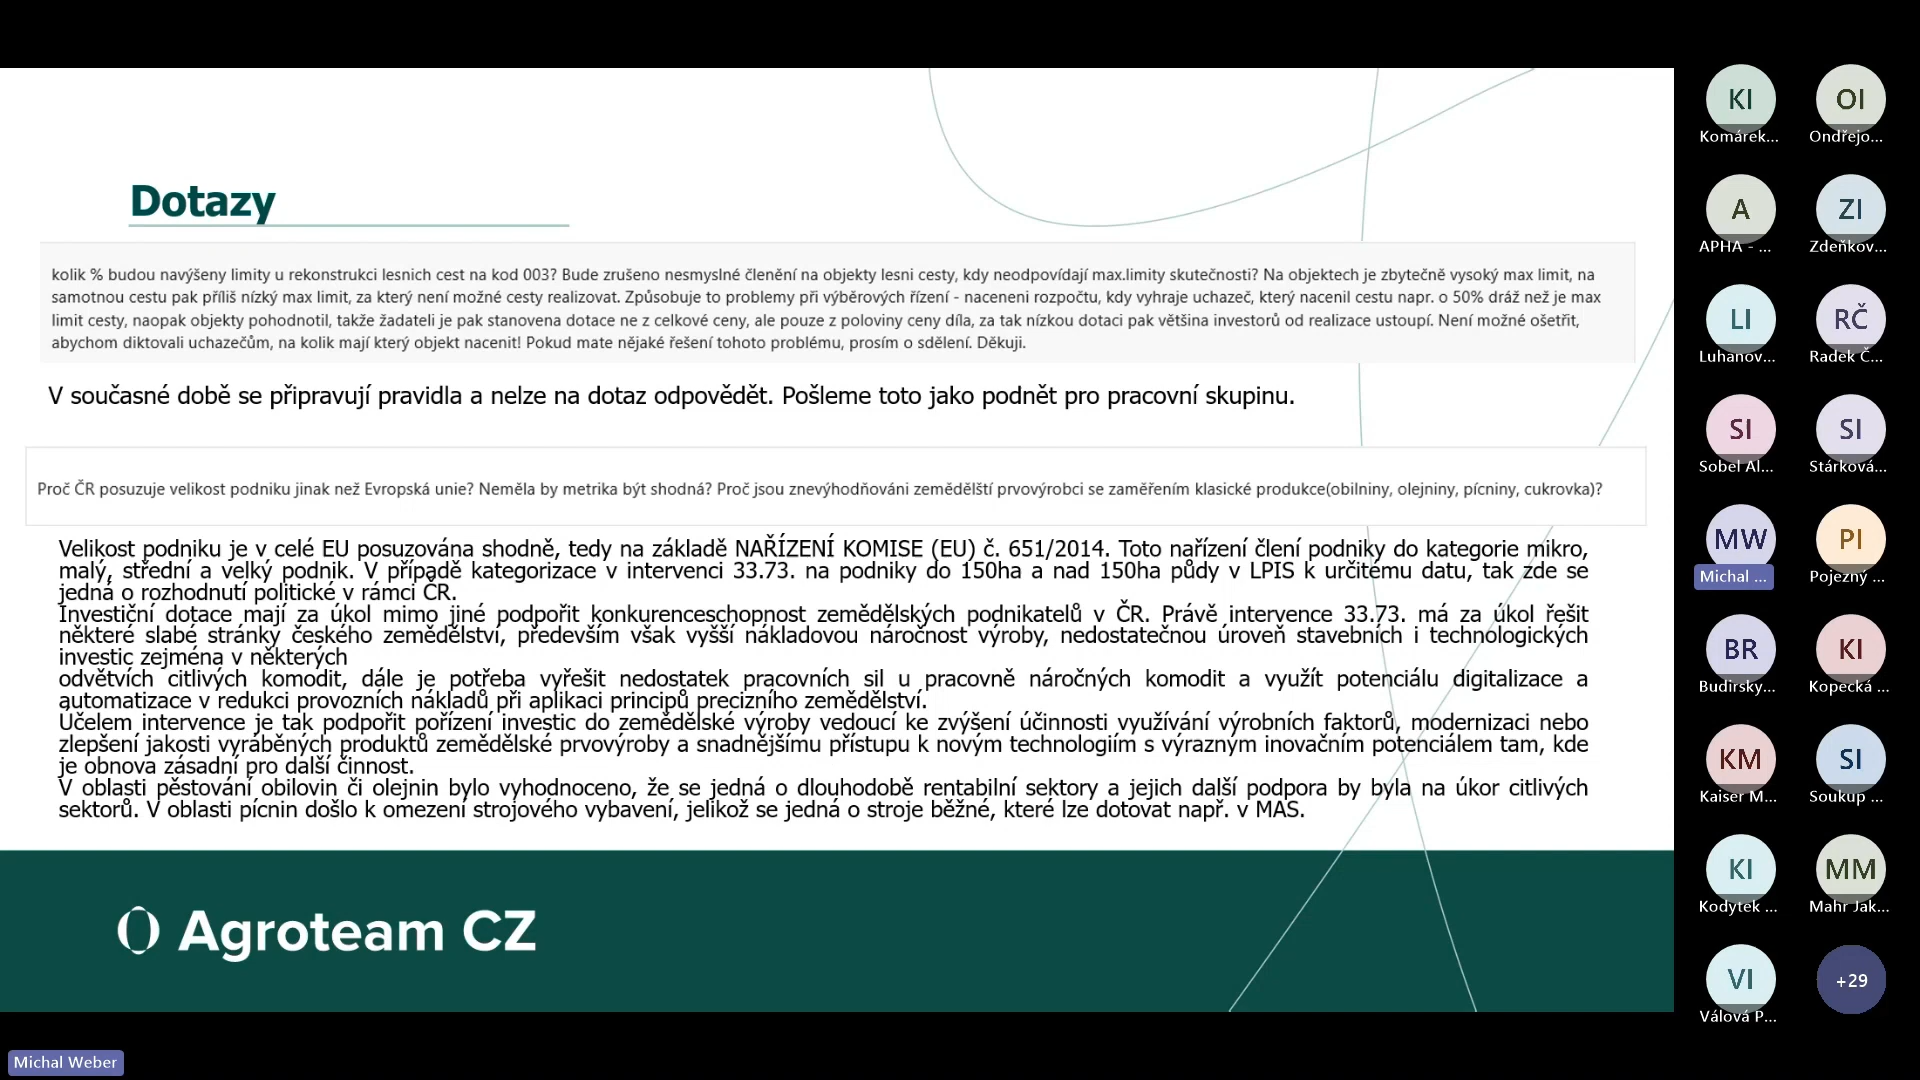 Dotazy
kolik % budou navýšeny limity u rekonstrukci lesnich cest na kod 003? Bude zrušeno nesmyslné členění na objekty lesni cesty, kdy neodpovídají max.limity skutečnosti? Na objektech je zbytečně vysoký max limit, na
samotnou cestu pak příliš nízký max limit, za který není možné cesty realizovat. Způsobuje to problemy při výběrových řízení - naceneni rozpočtu, kdy vyhraje uchazeč, který nacenil cestu napr. o 50% dráž než je max
limit cesty, naopak objekty pohodnotil, takže žadateli je pak stanovena dotace ne z celkové ceny, ale pouze z poloviny ceny díla, za tak nízkou dotaci pak většina investorů od realizace ustoupí. Není možné ošetřit,
abychom diktovali uchazečům, na kolik mají který objekt nacenit! Pokud mate nějaké řešení tohoto problému, prosím o sdělení. Děkuji.
V současné době se připravují pravidla a nelze na dotaz odpovědět. Pošleme toto jako podnět pro pracovní skupinu.
Proč ČR posuzuje velikost podniku jinak než Evropská unie? Neměla by metrika být shodná? Proč jsou znevýhodňováni zemědělští prvovýrobci se zaměřením klasické produkce(obilniny, olejniny, pícniny, cukrovka)?
Velikost podniku je v celé EU posuzována shodně, tedy na základě NAŘÍZENÍ KOMISE (EU) č. 651/2014. Toto nařízení člení podniky do kategorie mikro,
malý, střední a velký podnik. V případě kategorizace v intervenci 33.73. na podniky do 150ha a nad 150ha půdy v LPIS k určitému datu, tak zde se
jedná o rozhodnutí politické v rámci ČR.
Investiční dotace mají za úkol mimo jiné podpořit konkurenceschopnost zemědělských podnikatelů v ČR. Právě intervence 33.73. má za úkol řešit
některé slabé stránky českého zemědělství, především však vyšší nákladovou náročnost výroby, nedostatečnou úroveň stavebních i technologických
investic zejména v některých
odvětvích citlivých komodit, dále je potřeba vyřešit nedostatek pracovních sil u pracovně náročných komodit a využít potenciálu digitalizace a
automatizace v redukci provozních nákladů při aplikaci principů precizního zemědělství.
Účelem intervence je tak podpořit pořízení investic do zemědělské výroby vedoucí ke zvýšení účinnosti využívání výrobních faktorů, modernizaci nebo
zlepšení jakosti vyráběných produktů zemědělské prvovýroby a snadnějšímu přístupu k novým technologiím s výrazným inovačním potenciálem tam, kde
je obnova zásadní pro další činnost.
V oblasti pěstování obilovin či olejnin bylo vyhodnoceno, že se jedná o dlouhodobě rentabilní sektory a jejich další podpora by byla na úkor citlivých
sektorů. V oblasti pícnin došlo k omezení strojového vybavení, jelikož se jedná o stroje běžné, které lze dotovat např. v MAS.
Agroteam CZ
KI
OI
Komárek...
Ondřejo...
A
ZI
APHA - ...
Zdeňkov...
LI
RČ
Luhanov...
Radek Č...
SI
SI
Sobel Al...
Stárková...
MW
PI
Michal ...
Pojezný ...
BR
KI
Budirsky...
Kopecká ...
KM
SI
Kaiser M...
Soukup ...
KI
MM
Kodytek ...
Mahr Jak...
VI
+29
Válová P...
Michal Weber